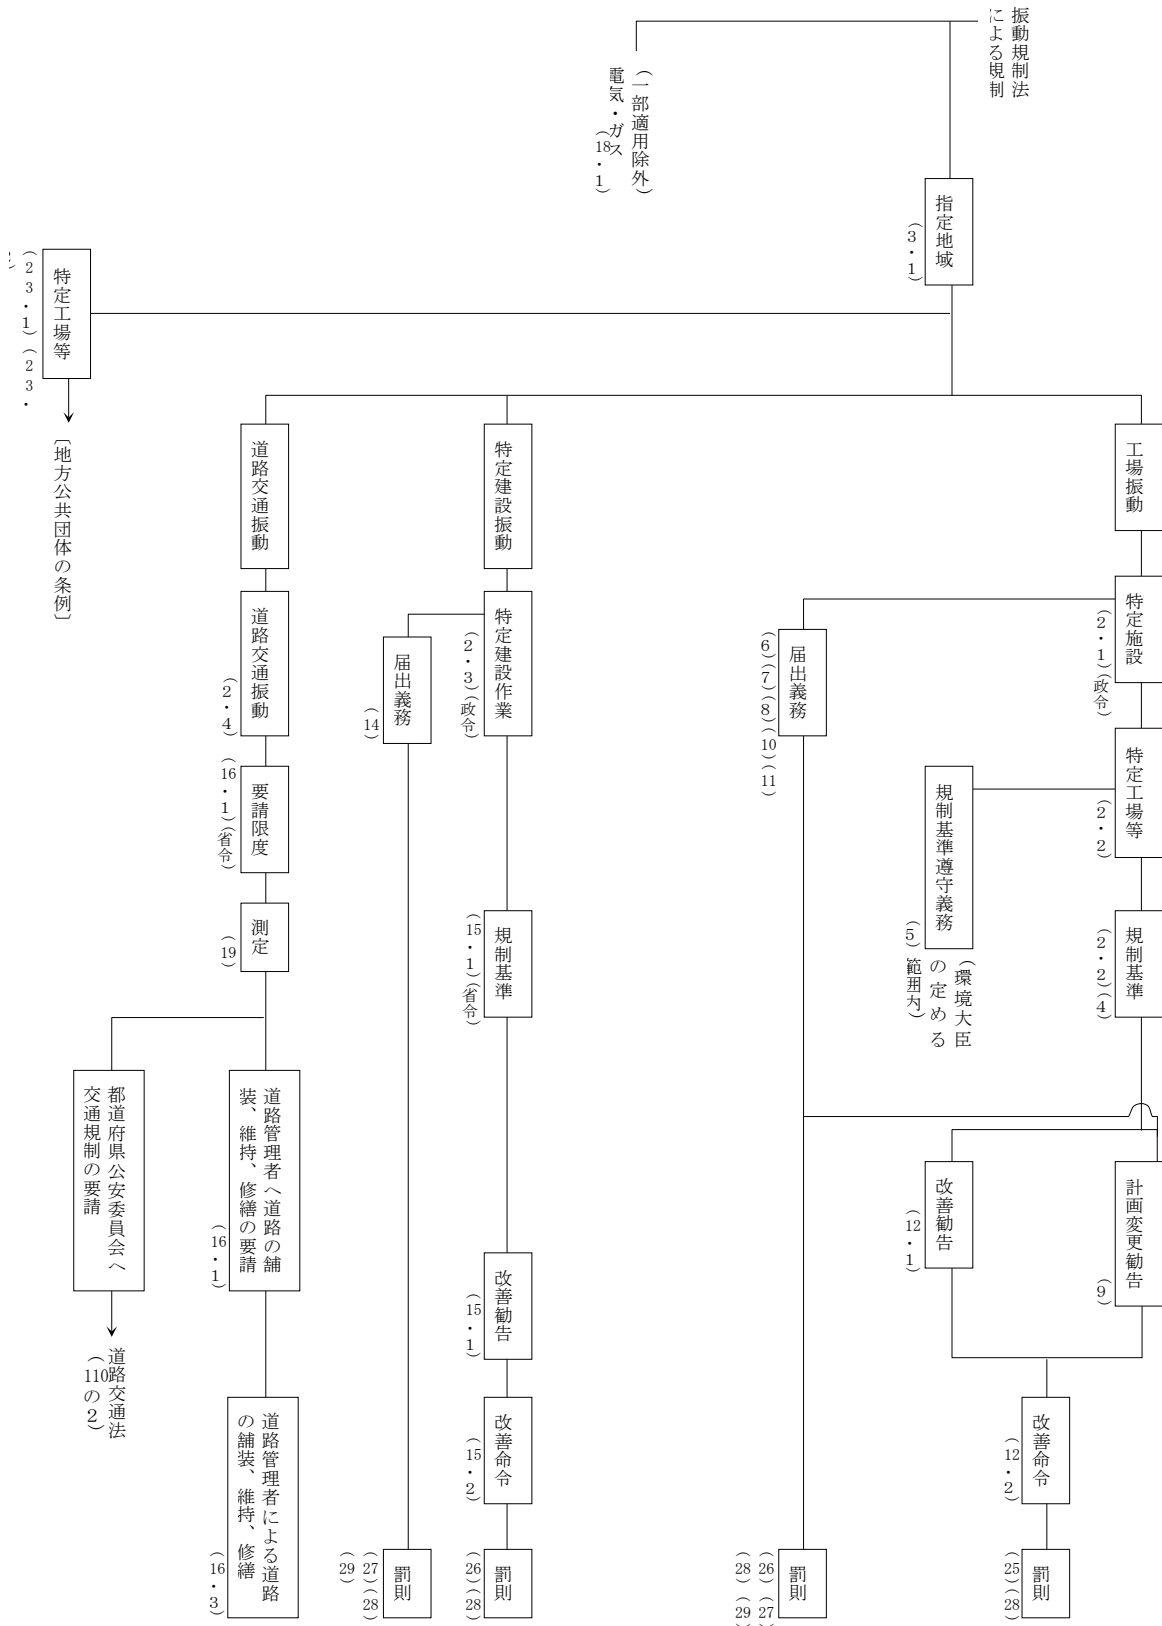 振動規制法
による規制
（一部適用除外）
電気・ガス
（18・1）
指定地域
（3・1）
工場振動
特定施設
（2・1）（政令）
特定工場等
（2・2）
規制基準
（2・2）（4）
計画変更勧告
（9）
改善命令
（12・2）
罰則
（25）（28）
規制基準遵守義務
（5）
（環境大臣
の定める
範囲内）
改善勧告
（12・1）
届出義務
（6）（7）（8）（10）（11）
罰則
（26）（27）
（28）（29）
特定建設振動
特定建設作業
（2・3）（政令）
規制基準
（15・1）（省令）
改善勧告
（15・1）
改善命令
（15・2）
罰則
（26）（28）
届出義務
（14）
罰則
（27）（28）
（29）
道路交通振動
道路交通振動
（2・4）
要請限度
（16・1）（省令）
測定
（19）
道路管理者へ道路の舗
装、維持、修繕の要請
（16・1）
道路管理者による道路
の舗装、維持、修繕
（16・3）
都道府県公安委員会へ
交通規制の要請
道路交通法
（110の2）
特定工場等
（23・1）（23・
〔地方公共団体の条例〕